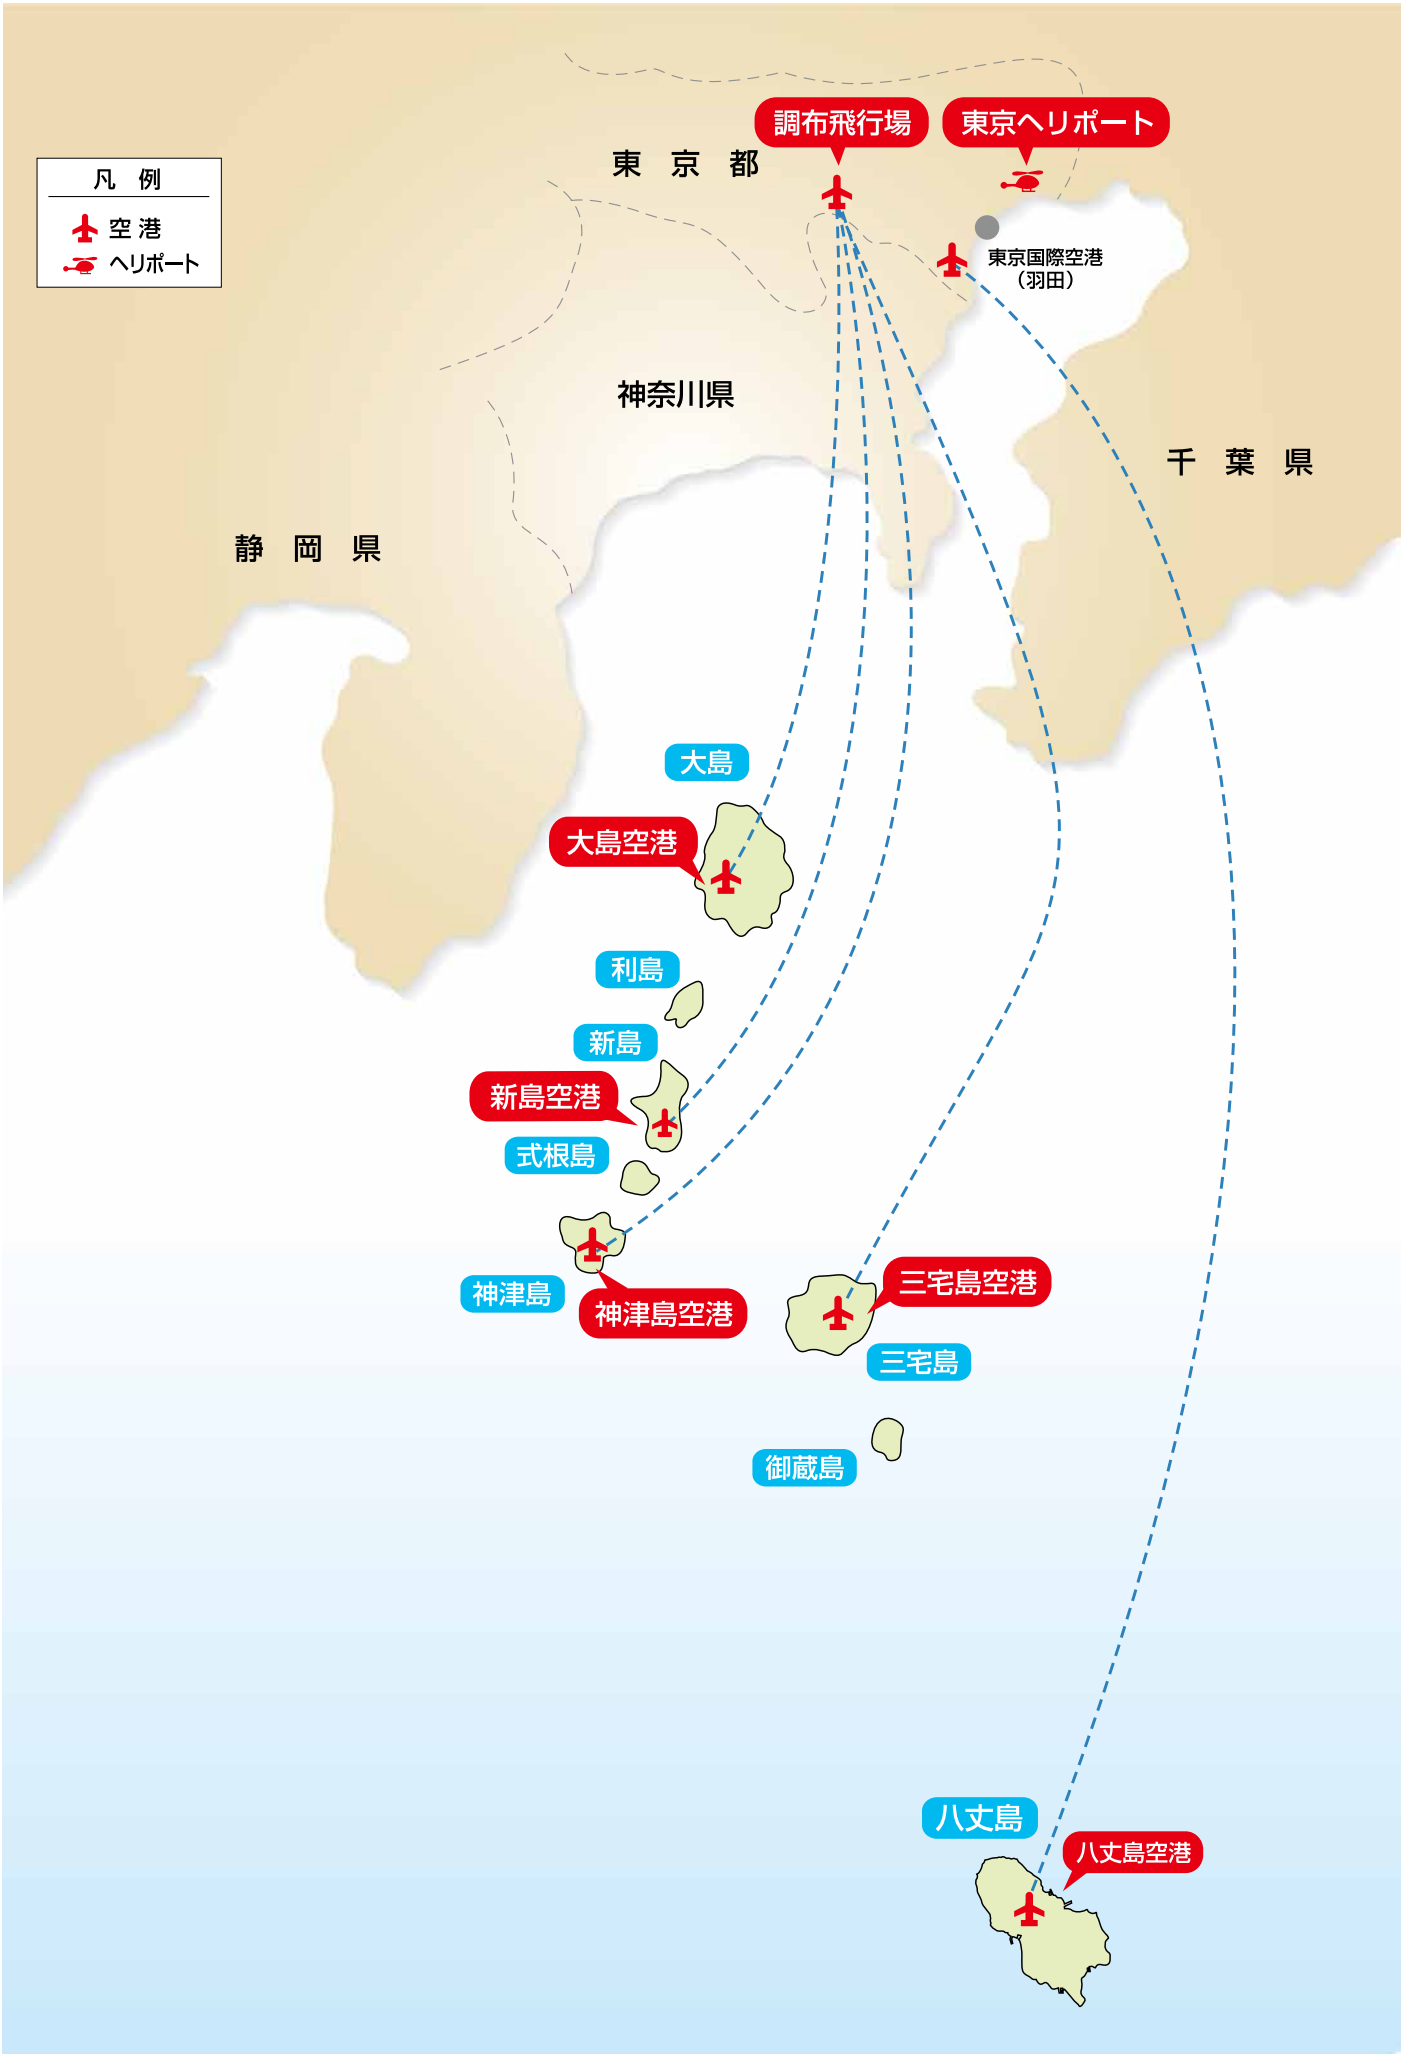 調布飛行場
東京ヘリポート
東京都
凡例
空港
ヘリポート
東京国際空港
（羽田）
神奈川県
千葉県
静岡県
大島
大島空港
利島
新島
新島空港
式根島
神津島
神津島空港
三宅島空港
三宅島
御蔵島
八丈島
八丈島空港